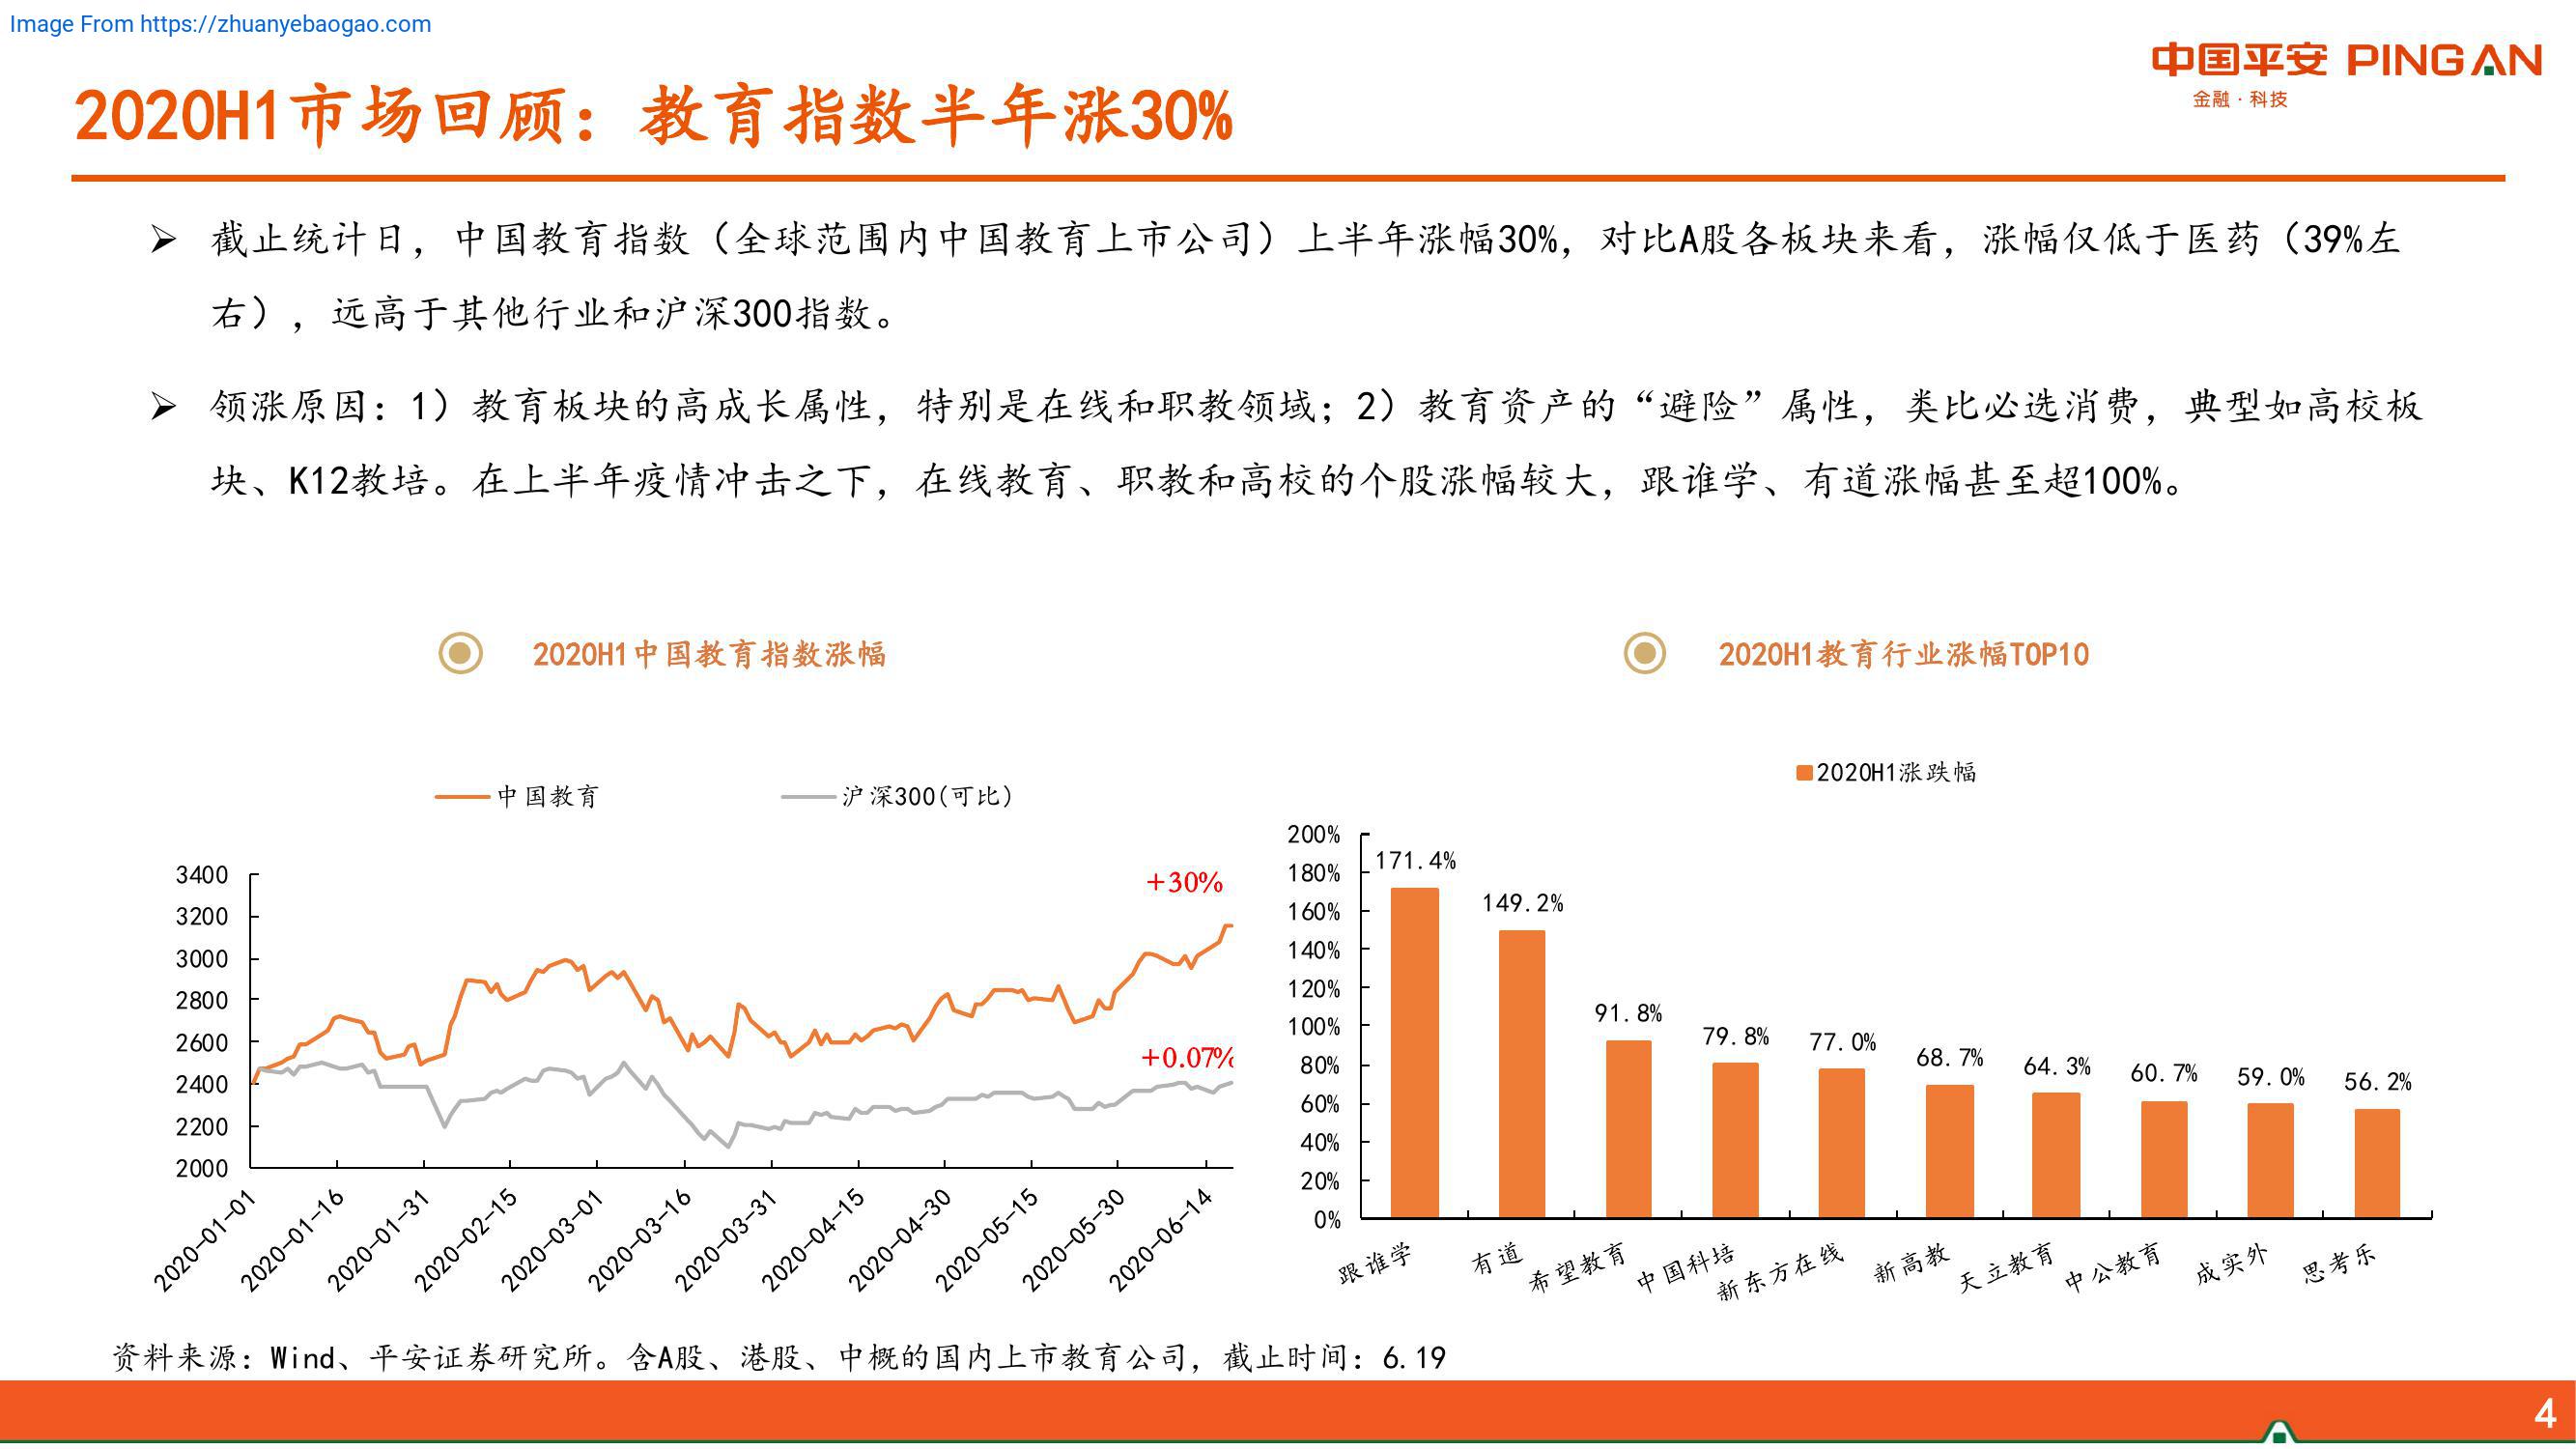 Image From https://zhuanyebaogao.com
中国平安 PINGAN
金融·科技
2020H1市场回顾：教育指数半年涨30%
截止统计日，中国教育指数（全球范围内中国教育上市公司）上半年涨幅30%，对比A股各板块来看，涨幅仅低于医药（39%左
右），远高于其他行业和沪深300指数。
领涨原因：1）教育板块的高成长属性，特别是在线和职教领域；2）教育资产的“避险”属性，类比必选消费，典型如高校板
块、K12教培。在上半年疫情冲击之下，在线教育、职教和高校的个股涨幅较大，跟谁学、有道涨幅甚至超100%。
2020H1中国教育指数涨幅
中国教育
沪深300(可比)
3400
3200
3000
2800
2600
2400
2200
2000
+30%
+0.07%
2020-01-01
2020-01-16
2020-01-31
2020-02-15
2020-03-01
2020-03-16
2020-03-31
2020-04-15
2020-04-30
2020-05-15
2020-05-30
2020-06-14
2020H1教育行业涨幅TOP10
2020H1涨跌幅
200%
180%
160%
140%
120%
100%
80%
60%
40%
20%
0%
171.4%
149.2%
91.8%
79.8%
77.0%
68.7%
64.3%
60.7%
59.0%
56.2%
跟谁学
有道
希望教育
中国科培
新东方在线
新高教
天立教育
中公教育
成实外
思考乐
资料来源：Wind、平安证券研究所。含A股、港股、中概的国内上市教育公司，截止时间：6.19
4